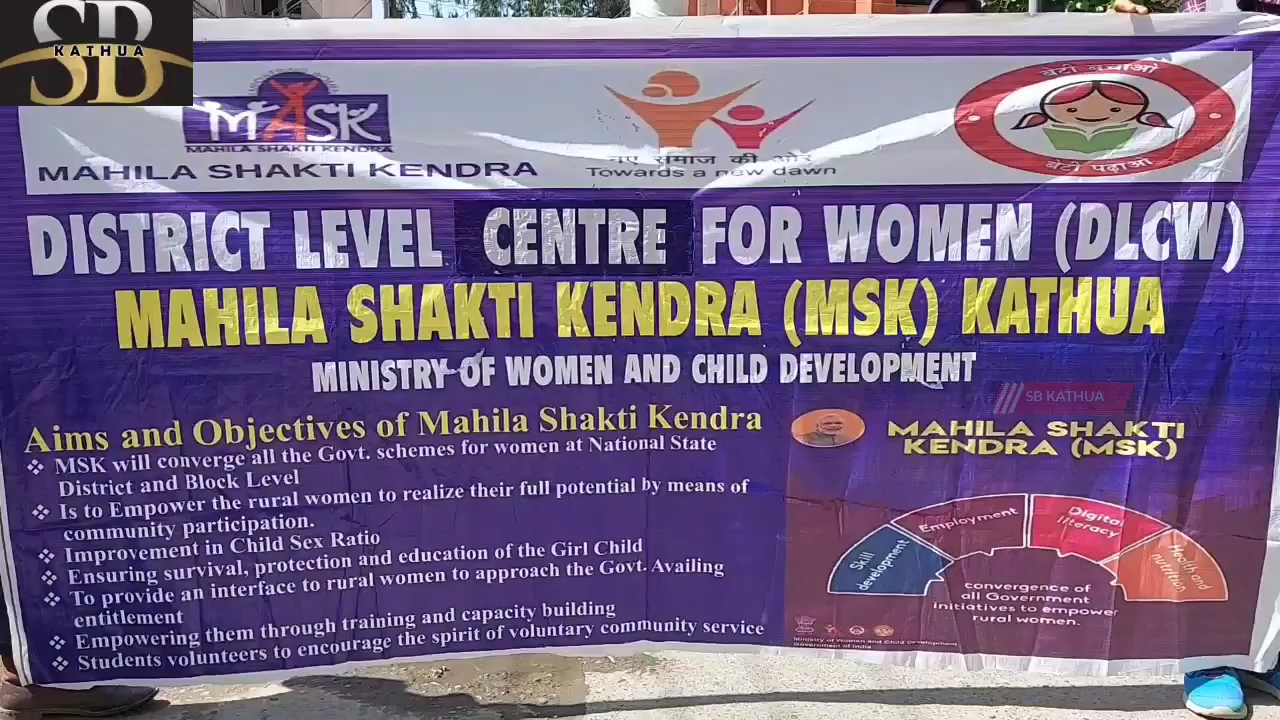 SB
KATHUA
MASK
MAHILA SHAKTI KENDRA
MAHILA SHAKTI KENDRA
नए समाज की ओर
Towards a new dawn
बेटी बचाओ
बेटी पढ़ाओ
DISTRICT LEVEL CENTRE FOR WOMEN (DLCW)
MAHILA SHAKTI KENDRA (MSK) KATHUA
MINISTRY OF WOMEN AND CHILD DEVELOPMENT
SB KATHUA
Aims and Objectives of Mahila Shakti Kendra
❖ MSK will converge all the Govt. schemes for women at National State
District and Block Level
❖ Is to Empower the rural women to realize their full potential by means of
community participation.
❖ Improvement in Child Sex Ratio
❖ Ensuring survival, protection and education of the Girl Child
❖ To provide an interface to rural women to approach the Govt. Availing
entitlement
❖ Empowering them through training and capacity building
❖ Students volunteers to encourage the spirit of voluntary community service
MAHILA SHAKTI
KENDRA (MSK)
Skill
development
Employment
Digital
literacy
Health and
nutrition
convergence of
all Government
initiatives to empower
rural women.
Ministry of Women and Child Development
Government of India